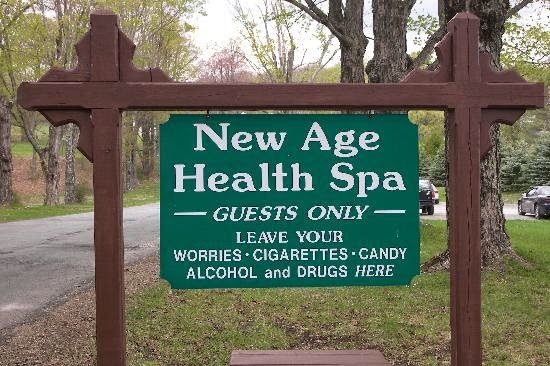 New Age
Health Spa
— GUESTS ONLY —
LEAVE YOUR
WORRIES · CIGARETTES · CANDY
ALCOHOL and DRUGS HERE